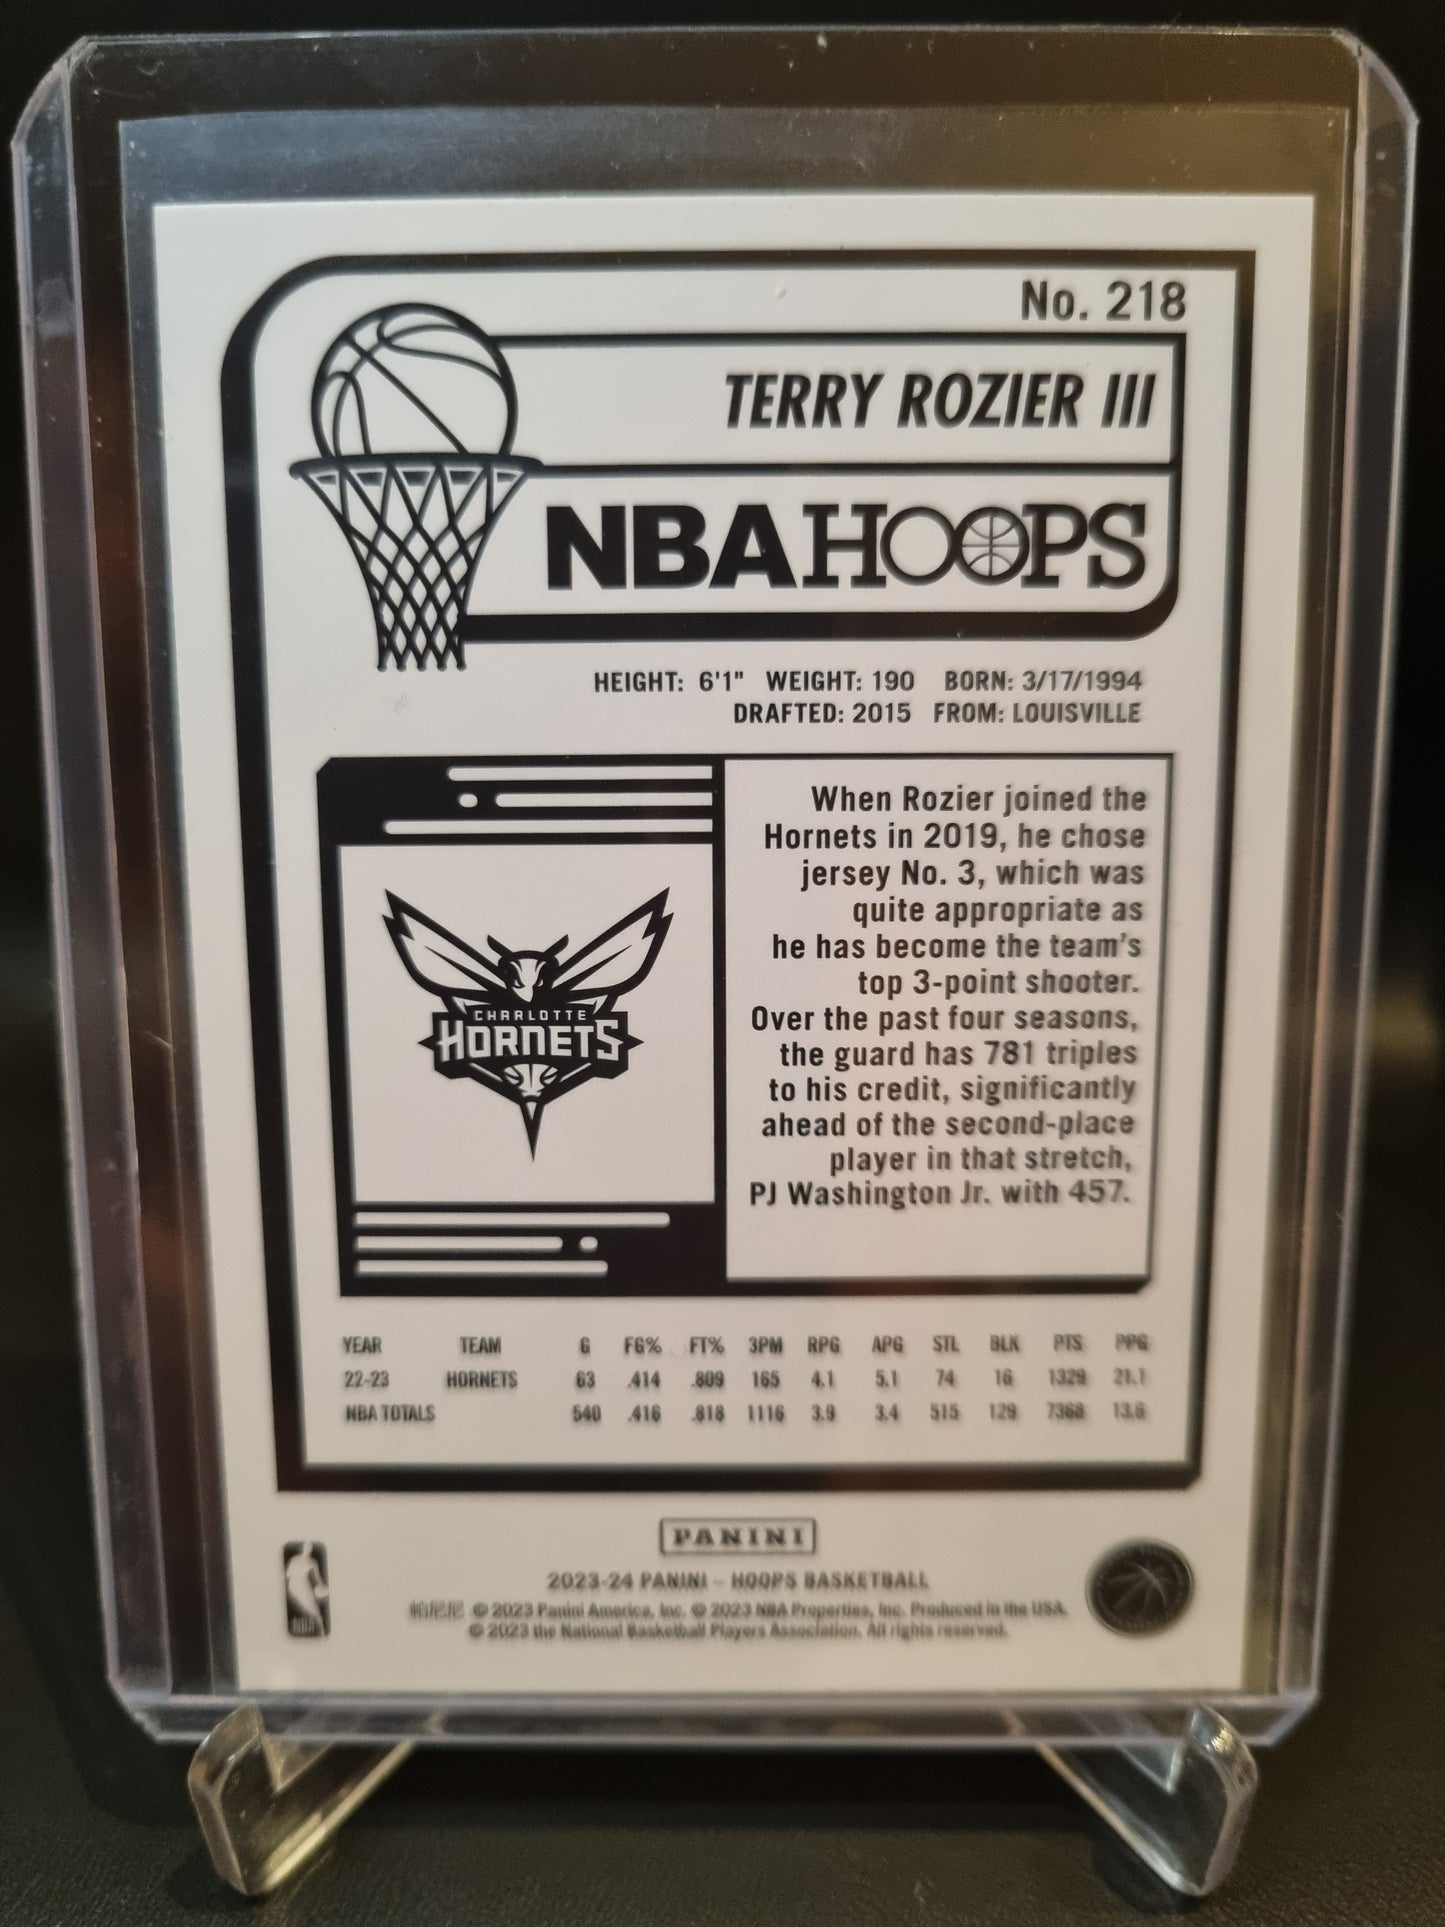 No. 218
TERRY ROZIER III
NBA HOOPS
HEIGHT: 6'1" WEIGHT: 190 BORN: 3/17/1994
DRAFTED: 2015 FROM: LOUISVILLE
When Rozier joined the
Hornets in 2019, he chose
jersey No. 3, which was
quite appropriate as
he has become the team's
top 3-point shooter.
Over the past four seasons,
the guard has 781 triples
to his credit, significantly
ahead of the second-place
player in that stretch,
PJ Washington Jr. with 457.
CHARLOTTE
HORNETS
YEAR TEAM G FG% FT% 3PM RPG APG STL BLK PTS PPG
22-23 HORNETS 63 .414 .809 165 4.1 5.1 74 16 1329 21.1
NBA TOTALS 540 .416 .818 1116 3.9 3.4 515 129 7368 13.6
PANINI
2023-24 PANINI – HOOPS BASKETBALL
帕尼尼 © 2023 Panini America, Inc. © 2023 NBA Properties, Inc. Produced in the USA.
© 2023 the National Basketball Players Association. All rights reserved.
NBA